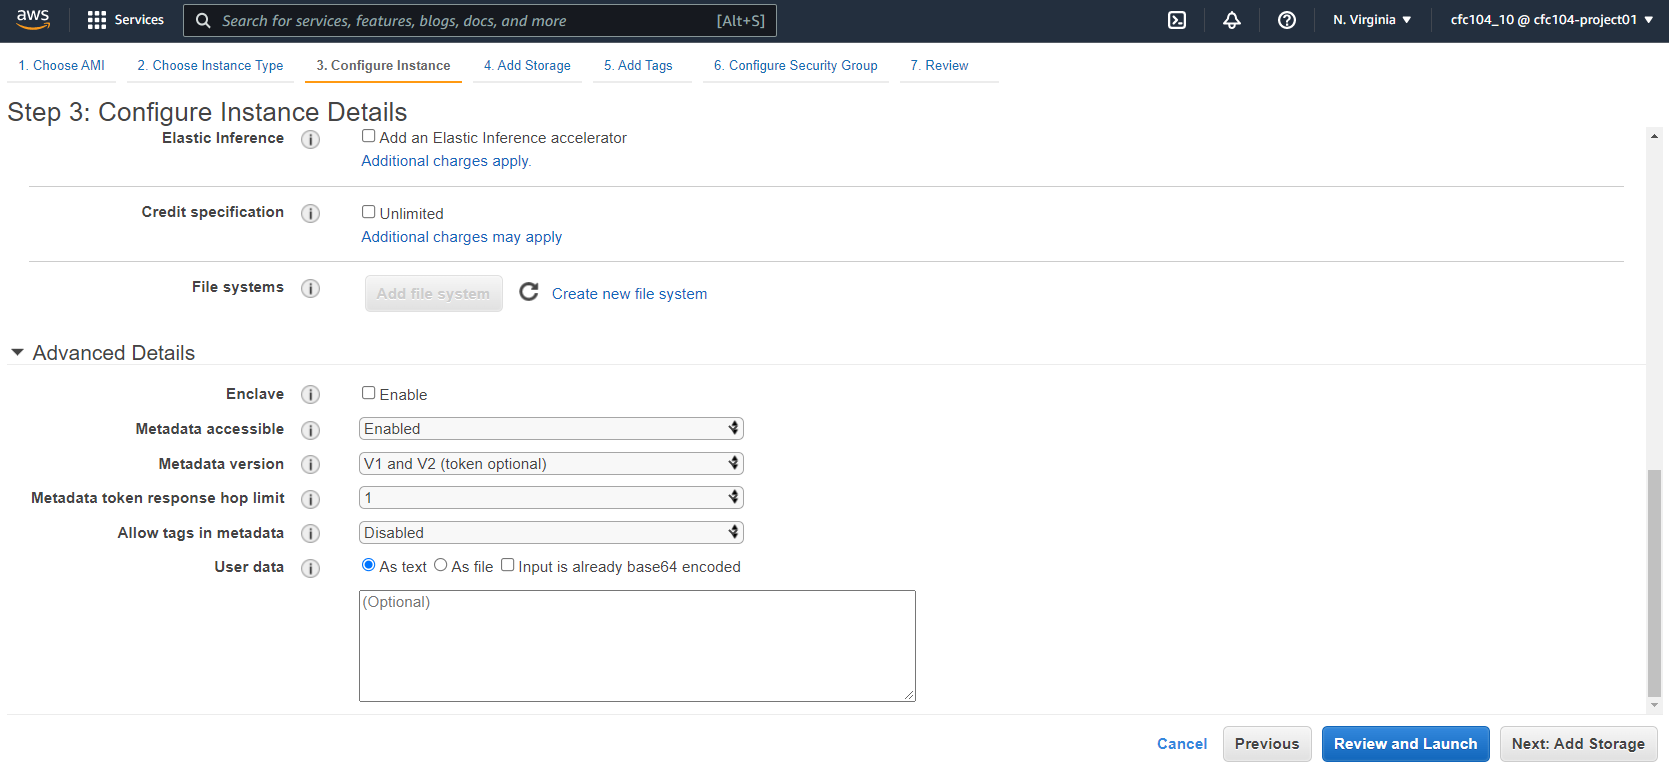 aws Services Search for services, features, blogs, docs, and more [Alt+S] N. Virginia cfc104_10 @ cfc104-project01
1. Choose AMI 2. Choose Instance Type 3. Configure Instance 4. Add Storage 5. Add Tags 6. Configure Security Group 7. Review
Step 3: Configure Instance Details
Elastic Inference Add an Elastic Inference accelerator
Additional charges apply.
Credit specification Unlimited
Additional charges may apply
File systems Add file system Create new file system
Advanced Details
Enclave Enable
Metadata accessible Enabled
Metadata version V1 and V2 (token optional)
Metadata token response hop limit 1
Allow tags in metadata Disabled
User data As text As file Input is already base64 encoded
(Optional)
Cancel Previous Review and Launch Next: Add Storage